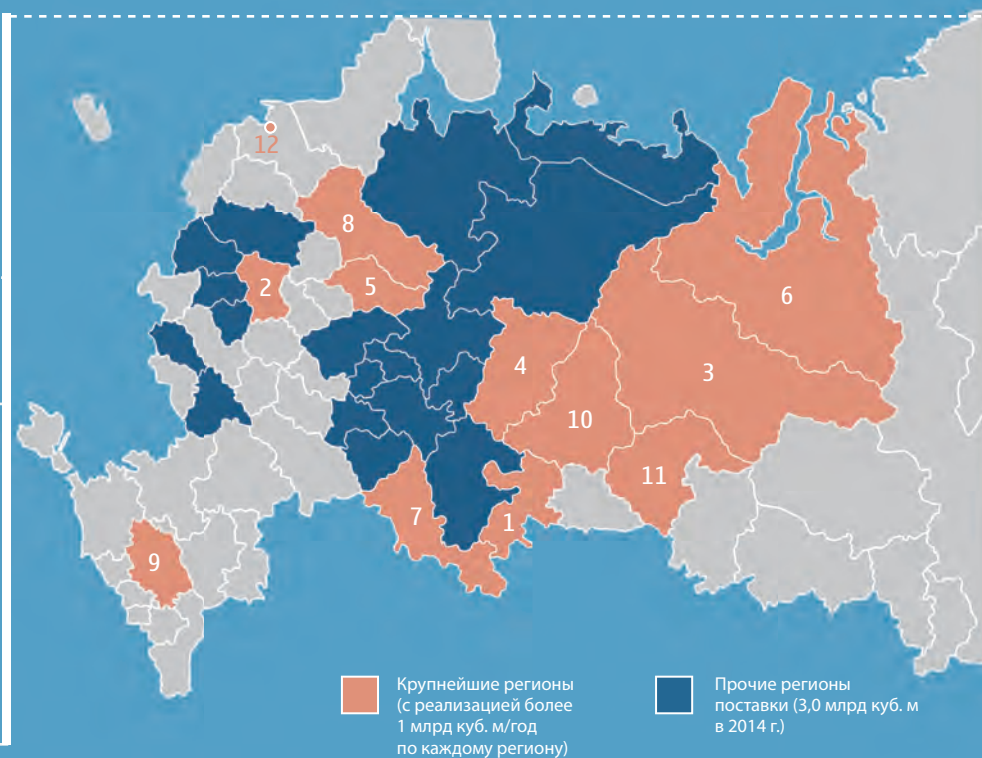 12
8
2
5
6
4
3
10
11
7
1
9
Крупнейшие регионы
(с реализацией более
1 млрд куб. м/год
по каждому региону)
Прочие регионы
поставки (3,0 млрд куб. м
в 2014 г.)